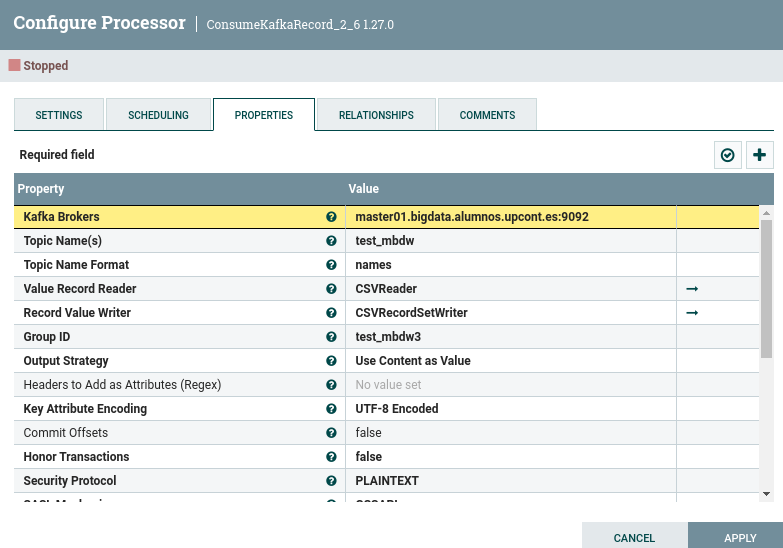 Configure Processor | ConsumeKafkaRecord_2_6 1.27.0
Stopped
SETTINGS SCHEDULING PROPERTIES RELATIONSHIPS COMMENTS
Required field
Property Value
Kafka Brokers master01.bigdata.alumnos.upcont.es:9092
Topic Name(s) test_mbdw
Topic Name Format names
Value Record Reader CSVReader
Record Value Writer CSVRecordSetWriter
Group ID test_mbdw3
Output Strategy Use Content as Value
Headers to Add as Attributes (Regex) No value set
Key Attribute Encoding UTF-8 Encoded
Commit Offsets false
Honor Transactions false
Security Protocol PLAINTEXT
CANCEL APPLY